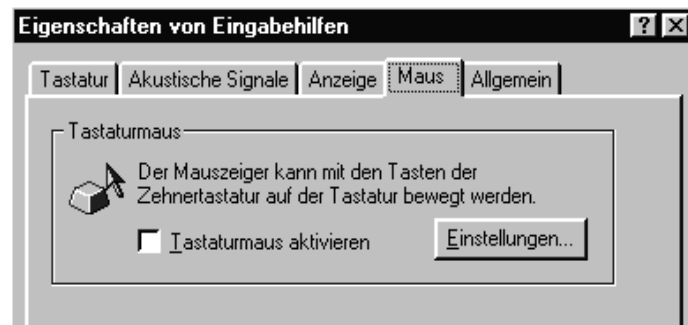 Eigenschaften von Eingabehilfen
Tastatur Akustische Signale Anzeige Maus Allgemein
Tastaturmaus
Der Mauszeiger kann mit den Tasten der
Zehnertastatur auf der Tastatur bewegt werden.
Tastaturmaus aktivieren Einstellungen...